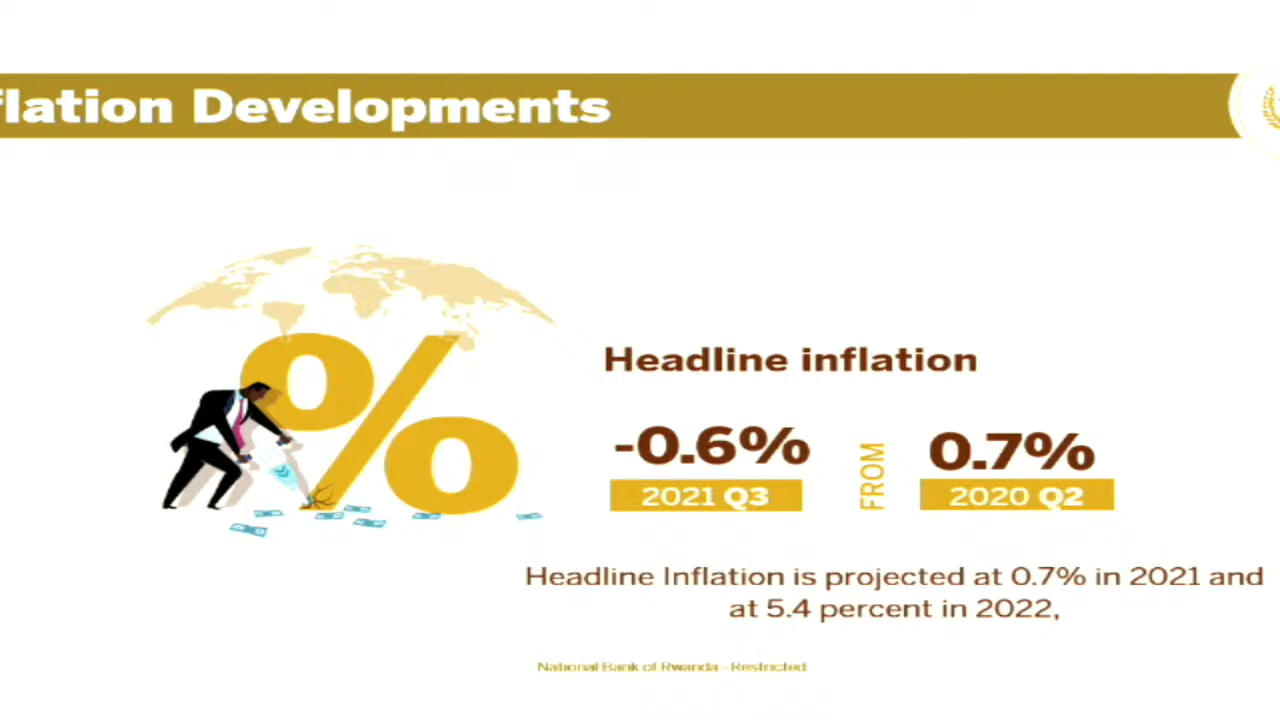 flation Developments
Headline inflation
-0.6%
2021 Q3
FROM
0.7%
2020 Q2
Headline Inflation is projected at 0.7% in 2021 and
at 5.4 percent in 2022,
National Bank of Rwanda - Restricted